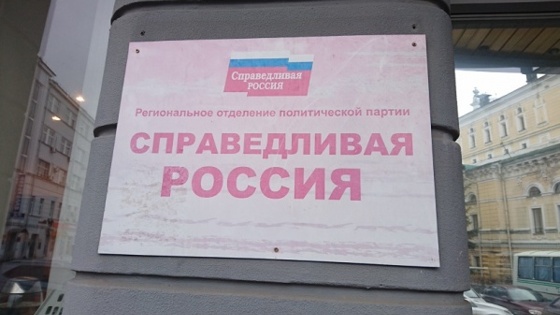 Справедливая
РОССИЯ
Региональное отделение политической партии
СПРАВЕДЛИВАЯ
РОССИЯ